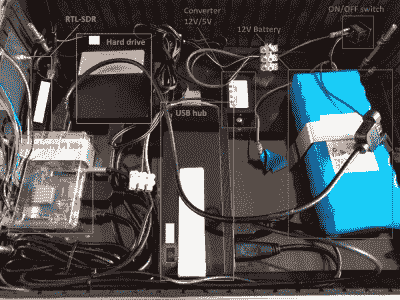 RTL-SDR
Hard drive
Converter
12V/5V
12V Battery
ON/OFF switch
USB hub